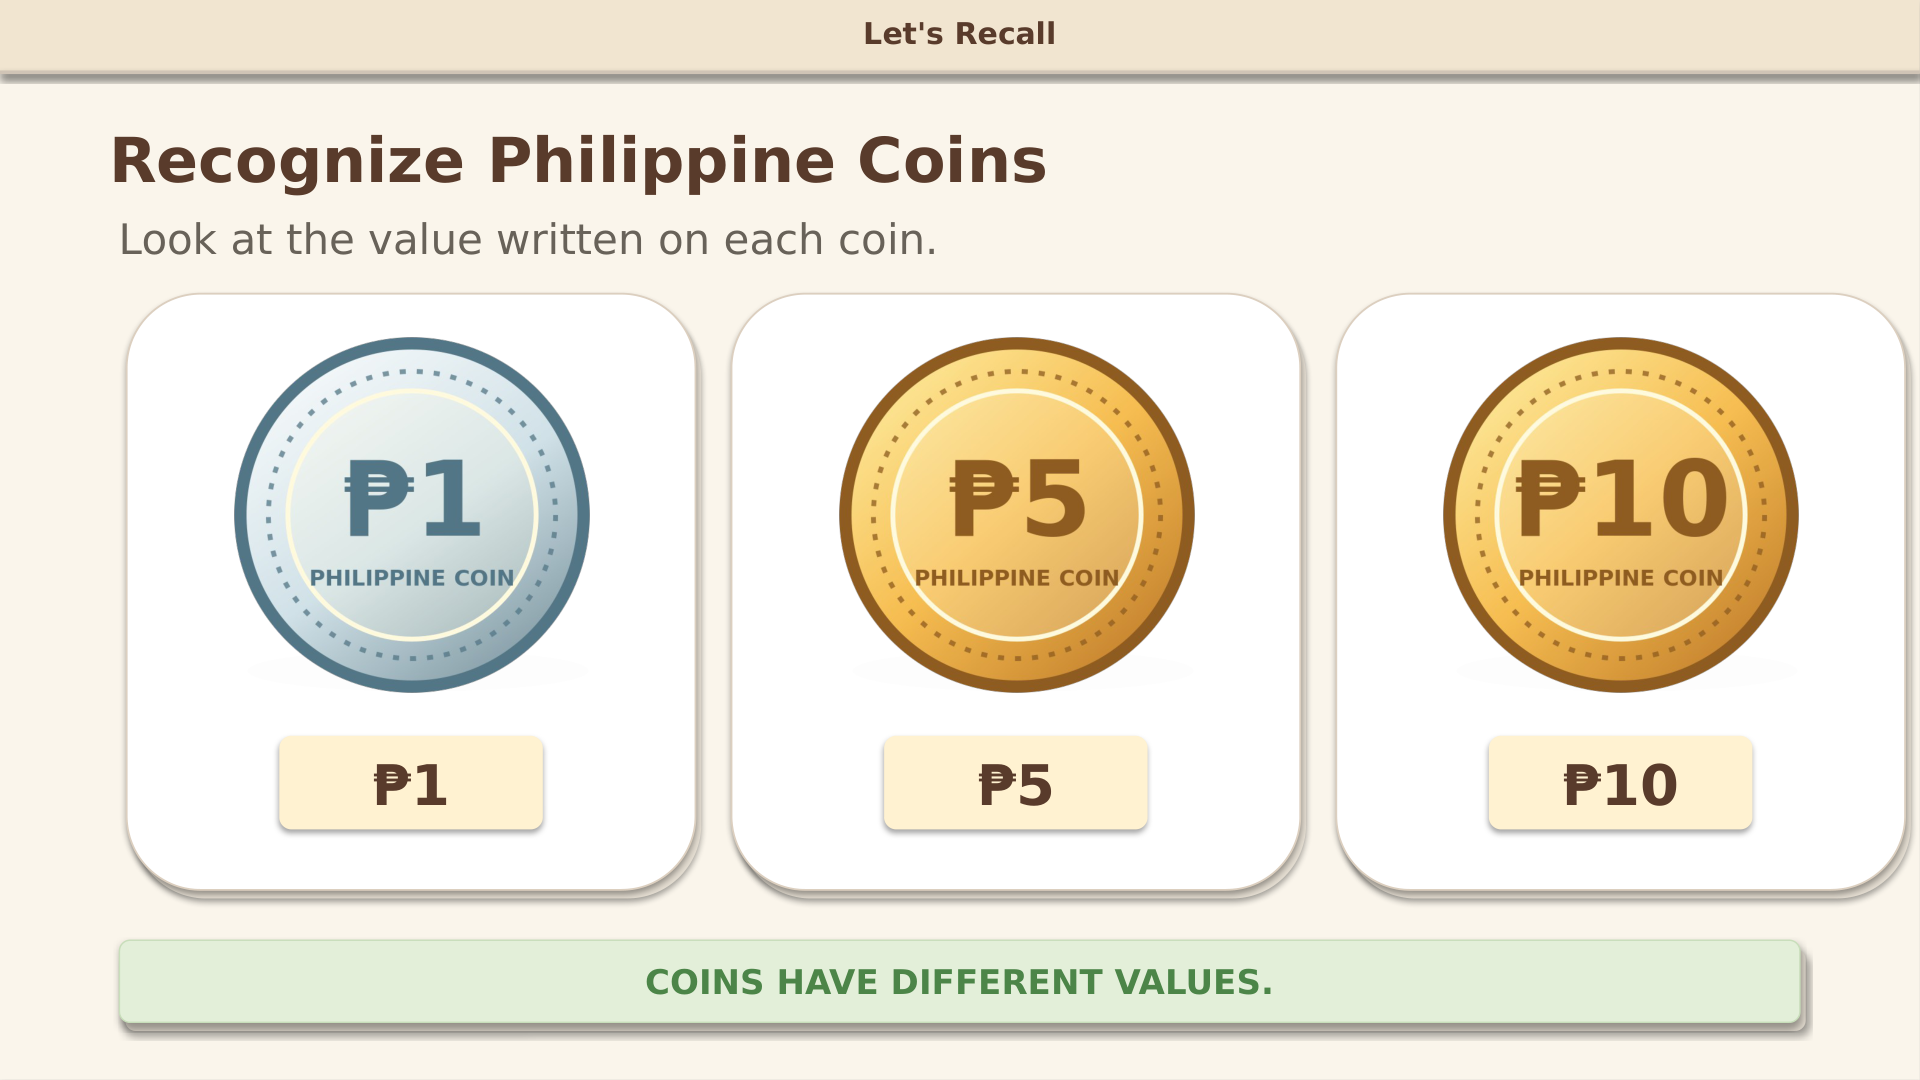 Let's Recall
Recognize Philippine Coins
Look at the value written on each coin.
₱1
PHILIPPINE COIN
₱1
₱5
PHILIPPINE COIN
₱5
₱10
PHILIPPINE COIN
₱10
COINS HAVE DIFFERENT VALUES.